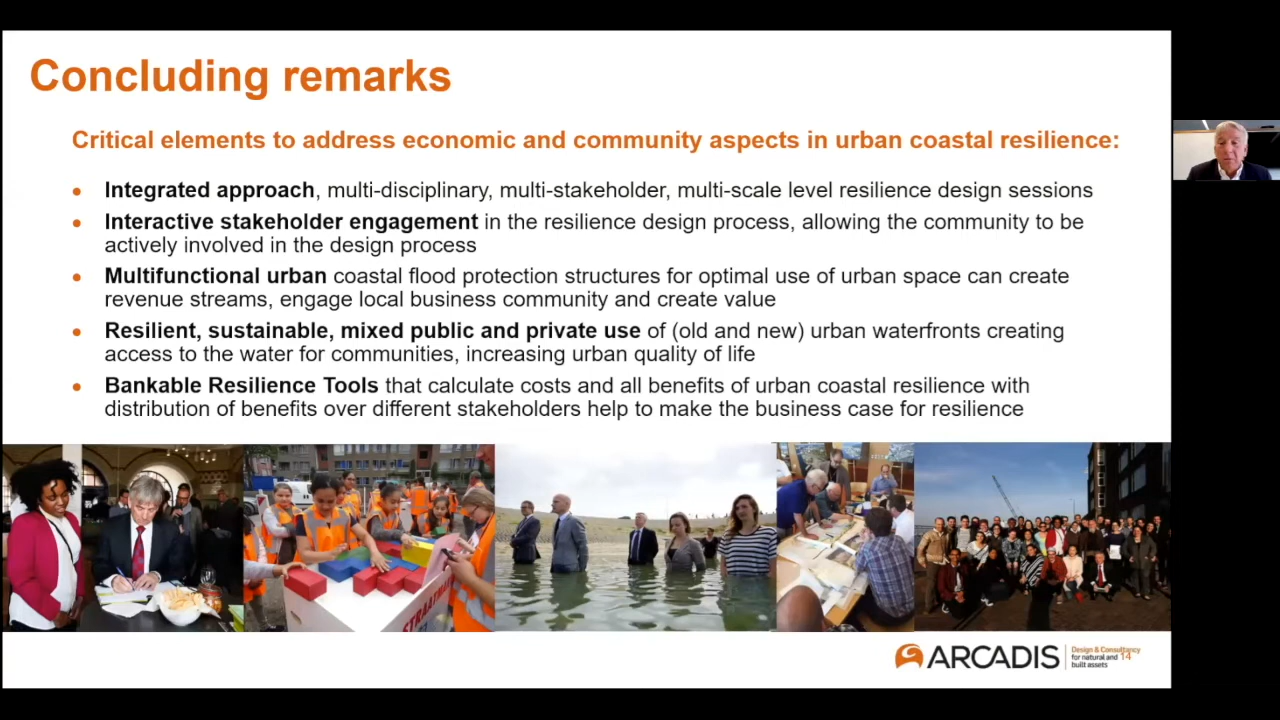 Concluding remarks
Critical elements to address economic and community aspects in urban coastal resilience:
• Integrated approach, multi-disciplinary, multi-stakeholder, multi-scale level resilience design sessions
• Interactive stakeholder engagement in the resilience design process, allowing the community to be
actively involved in the design process
• Multifunctional urban coastal flood protection structures for optimal use of urban space can create
revenue streams, engage local business community and create value
• Resilient, sustainable, mixed public and private use of (old and new) urban waterfronts creating
access to the water for communities, increasing urban quality of life
• Bankable Resilience Tools that calculate costs and all benefits of urban coastal resilience with
distribution of benefits over different stakeholders help to make the business case for resilience
ARCADIS
Design & Consultancy
for natural and
built assets
14